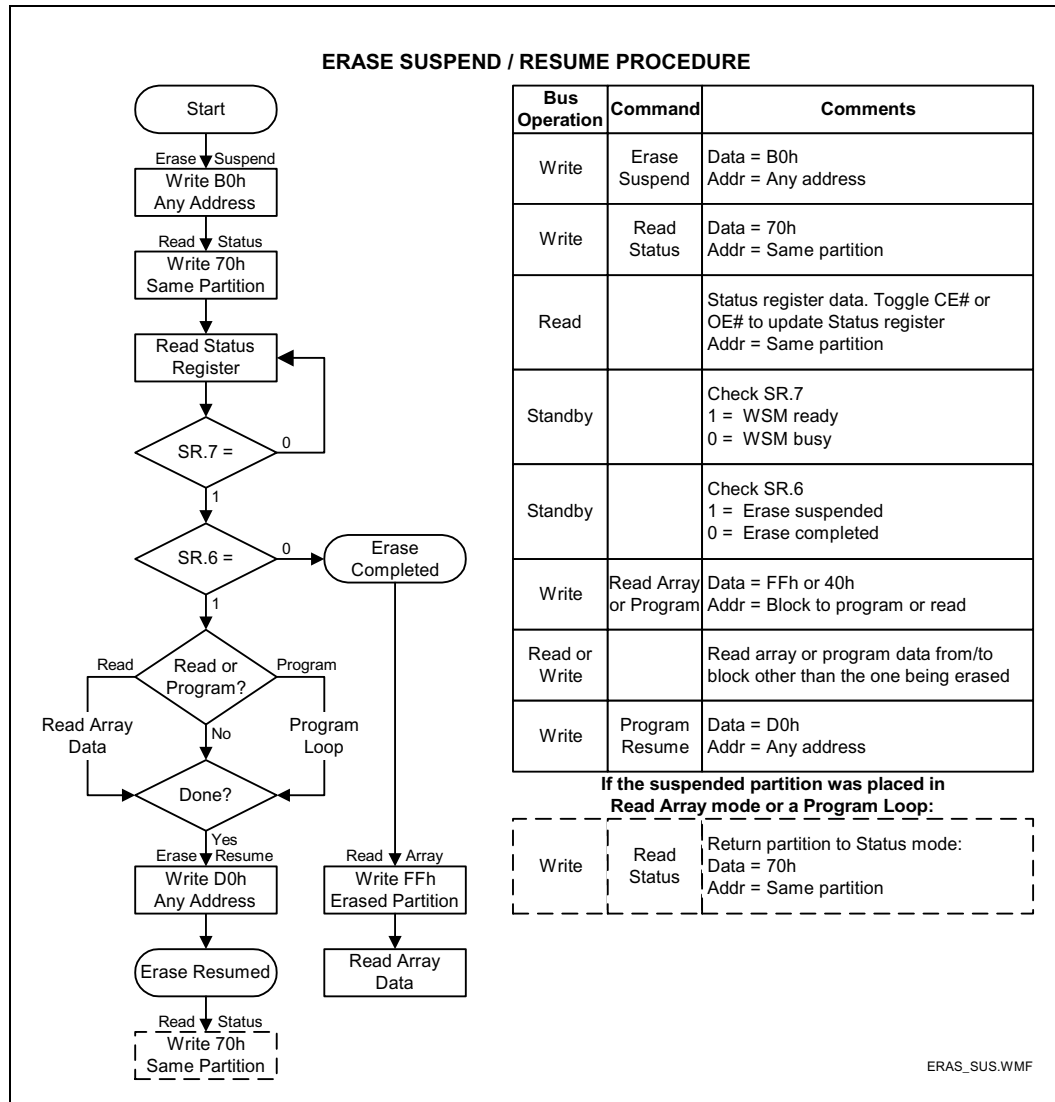 ERASE SUSPEND / RESUME PROCEDURE
Start
Erase Suspend
Write B0h
Any Address
Read Status
Write 70h
Same Partition
Read Status
Register
SR.7 =
0
1
SR.6 =
0
Erase
Completed
1
Read
Read or
Program?
Program
Read Array
Data
No
Program
Loop
Done?
Yes
Erase Resume
Write D0h
Any Address
Read Array
Write FFh
Erased Partition
Erase Resumed
Read Array
Data
Read Status
Write 70h
Same Partition
Bus
Operation
Command
Comments
Write
Erase
Suspend
Data = B0h
Addr = Any address
Write
Read
Status
Data = 70h
Addr = Same partition
Read
Status register data. Toggle CE# or
OE# to update Status register
Addr = Same partition
Standby
Check SR.7
1 = WSM ready
0 = WSM busy
Standby
Check SR.6
1 = Erase suspended
0 = Erase completed
Write
Read Array
or Program
Data = FFh or 40h
Addr = Block to program or read
Read or
Write
Read array or program data from/to
block other than the one being erased
Write
Program
Resume
Data = D0h
Addr = Any address
If the suspended partition was placed in
Read Array mode or a Program Loop:
Write
Read
Status
Return partition to Status mode:
Data = 70h
Addr = Same partition
ERAS_SUS.WMF